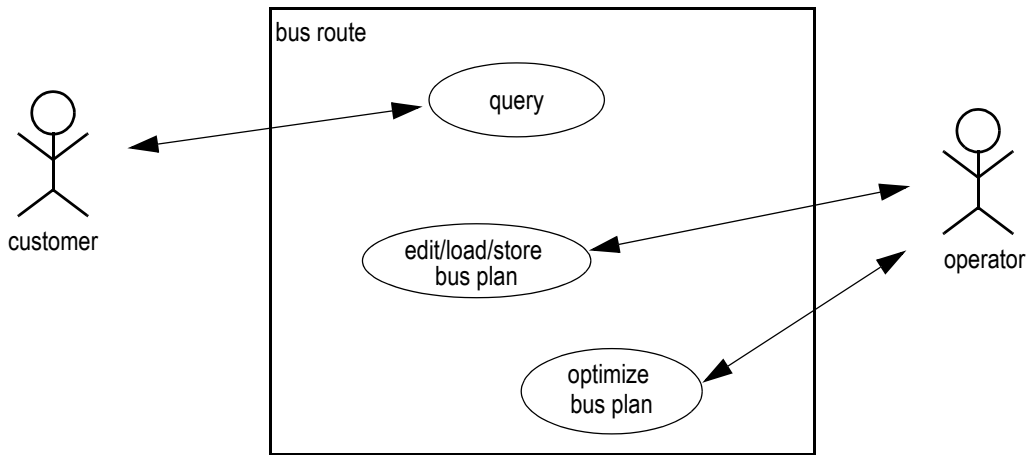 bus route
query
customer
edit/load/store
bus plan
operator
optimize
bus plan